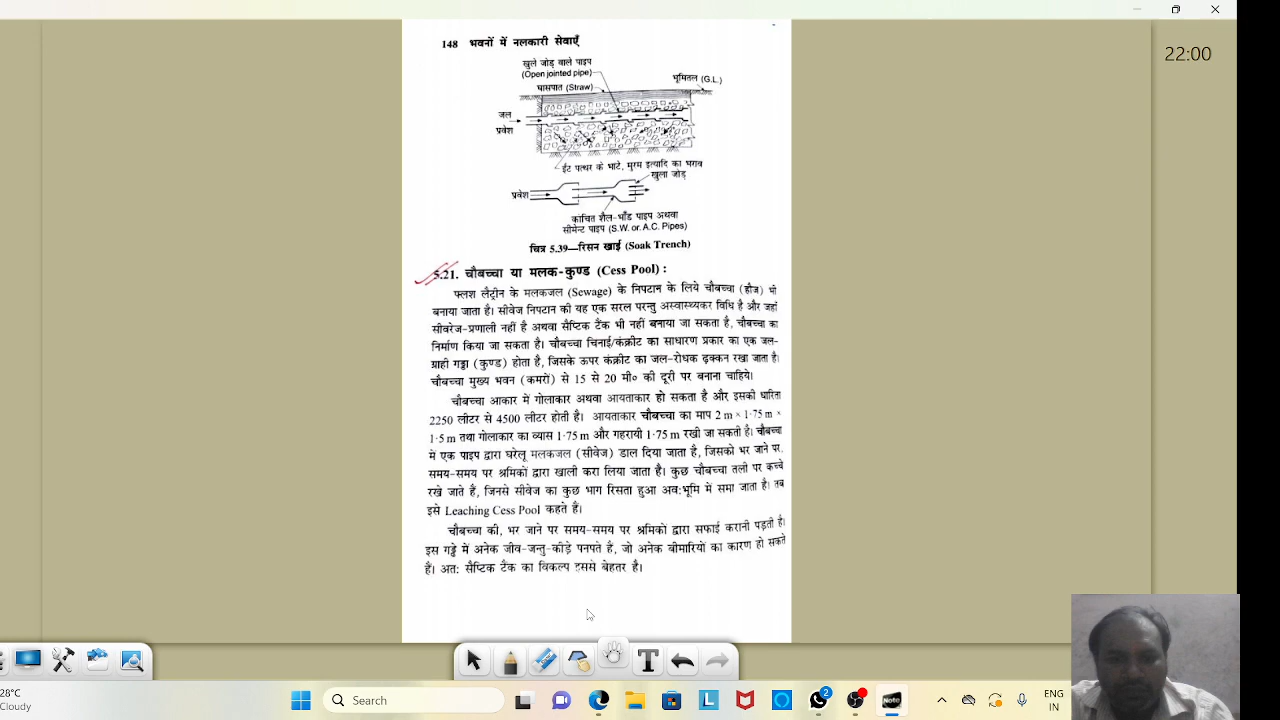 22:00
148 भवनों में नलकारी सेवाएँ
खुले जोड़ वाले पाइप
(Open jointed pipe)
भूमितल (G.L.)
घासपात (Straw)
जल
प्रवेश
ईंट पत्थर के भाटे, मुरम इत्यादि का भराव
खुला जोड़
प्रवेश
काचित शैल-भाँड पाइप अथवा
सीमेन्ट पाइप (S.W. or. A.C. Pipes)
चित्र 5.39—रिसन खाई (Soak Trench)
5.21. चौबच्चा या मलक-कुण्ड (Cess Pool) :
फ्लश लैट्रीन के मलकजल (Sewage) के निपटान के लिये चौबच्चा (हौज) भी
बनाया जाता है। सीवेज निपटान की यह एक सरल परन्तु अस्वास्थ्यकर विधि है और जहां
सीवरेज-प्रणाली नहीं है अथवा सैप्टिक टैंक भी नहीं बनाया जा सकता है, चौबच्चा का
निर्माण किया जा सकता है। चौबच्चा चिनाई/कंक्रीट का साधारण प्रकार का एक जल-
ग्राही गड्ढा (कुण्ड) होता है, जिसके ऊपर कंक्रीट का जल-रोधक ढ़क्कन रखा जाता है।
चौबच्चा मुख्य भवन (कमरों) से 15 से 20 मी० की दूरी पर बनाना चाहिये।
चौबच्चा आकार में गोलाकार अथवा आयताकार हो सकता है और इसकी धारिता
2250 लीटर से 4500 लीटर होती है। आयताकार चौबच्चा का माप 2 m × 1·75 m ×
1·5 m तथा गोलाकार का व्यास 1·75 m और गहरायी 1·75 m रखी जा सकती है। चौबच्चा
में एक पाइप द्वारा घरेलू मलकजल (सीवेज) डाल दिया जाता है, जिसको भर जाने पर
समय-समय पर श्रमिकों द्वारा खाली करा लिया जाता है। कुछ चौबच्चा तली पर कच्चे
रखे जाते हैं, जिनसे सीवेज का कुछ भाग रिसता हुआ अव:भूमि में समा जाता है। तब
इसे Leaching Cess Pool कहते हैं।
चौबच्चा की, भर जाने पर समय-समय पर श्रमिकों द्वारा सफाई करानी पड़ती है।
इस गड्ढे में अनेक जीव-जन्तु-कीड़े पनपते है, जो अनेक बीमारियों का कारण हो सकते
हैं। अत: सैप्टिक टैंक का विकल्प इससे बेहतर है।
T
28°C
Cloudy
Search
L
2
Note
ENG
IN